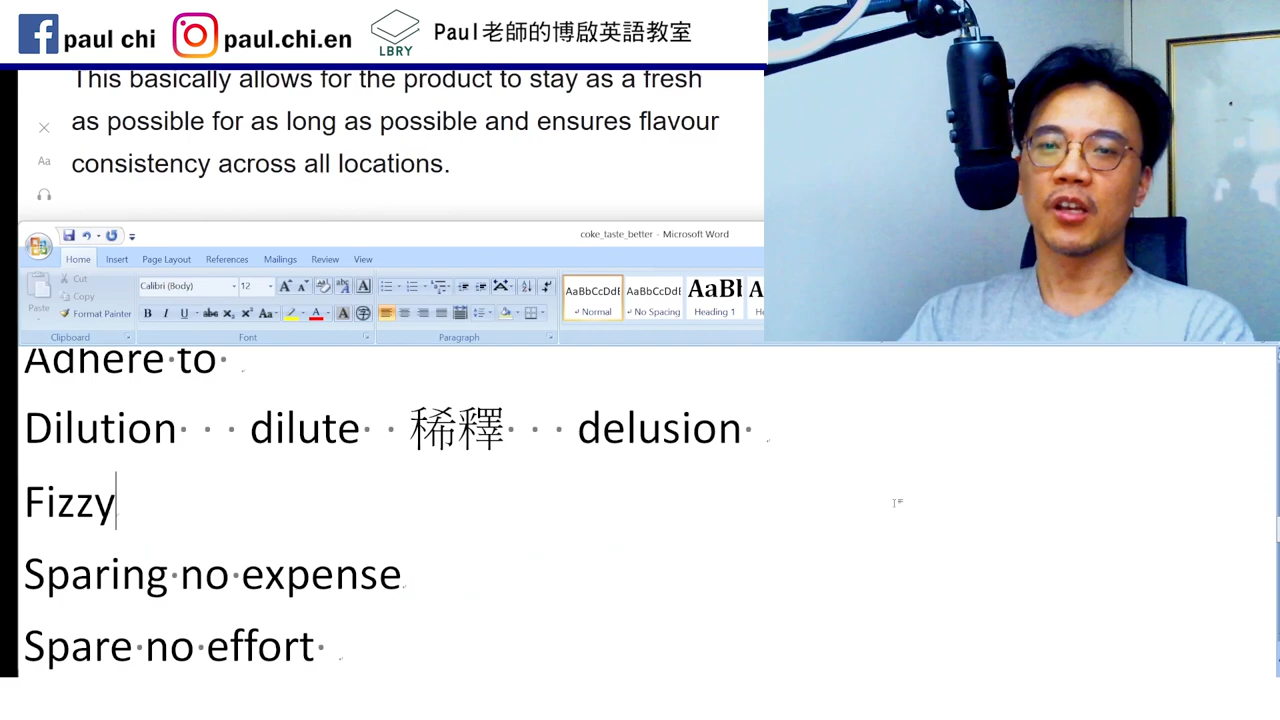 paul chi paul.chi.en LBRY Paul老師的博啟英語教室
This basically allows for the product to stay as a fresh
as possible for as long as possible and ensures flavour
consistency across all locations.
Aa
coke_taste_better - Microsoft Word
Home Insert Page Layout References Mailings Review View
Cut
Copy
Format Painter
Paste
Calibri (Body) 12
AaBbCcDdE AaBbCcDdE AaBbl
Normal No Spacing Heading 1
Clipboard Font Paragraph
Adhere to
Dilution dilute 稀釋 delusion
Fizzy
Sparing no expense
Spare no effort